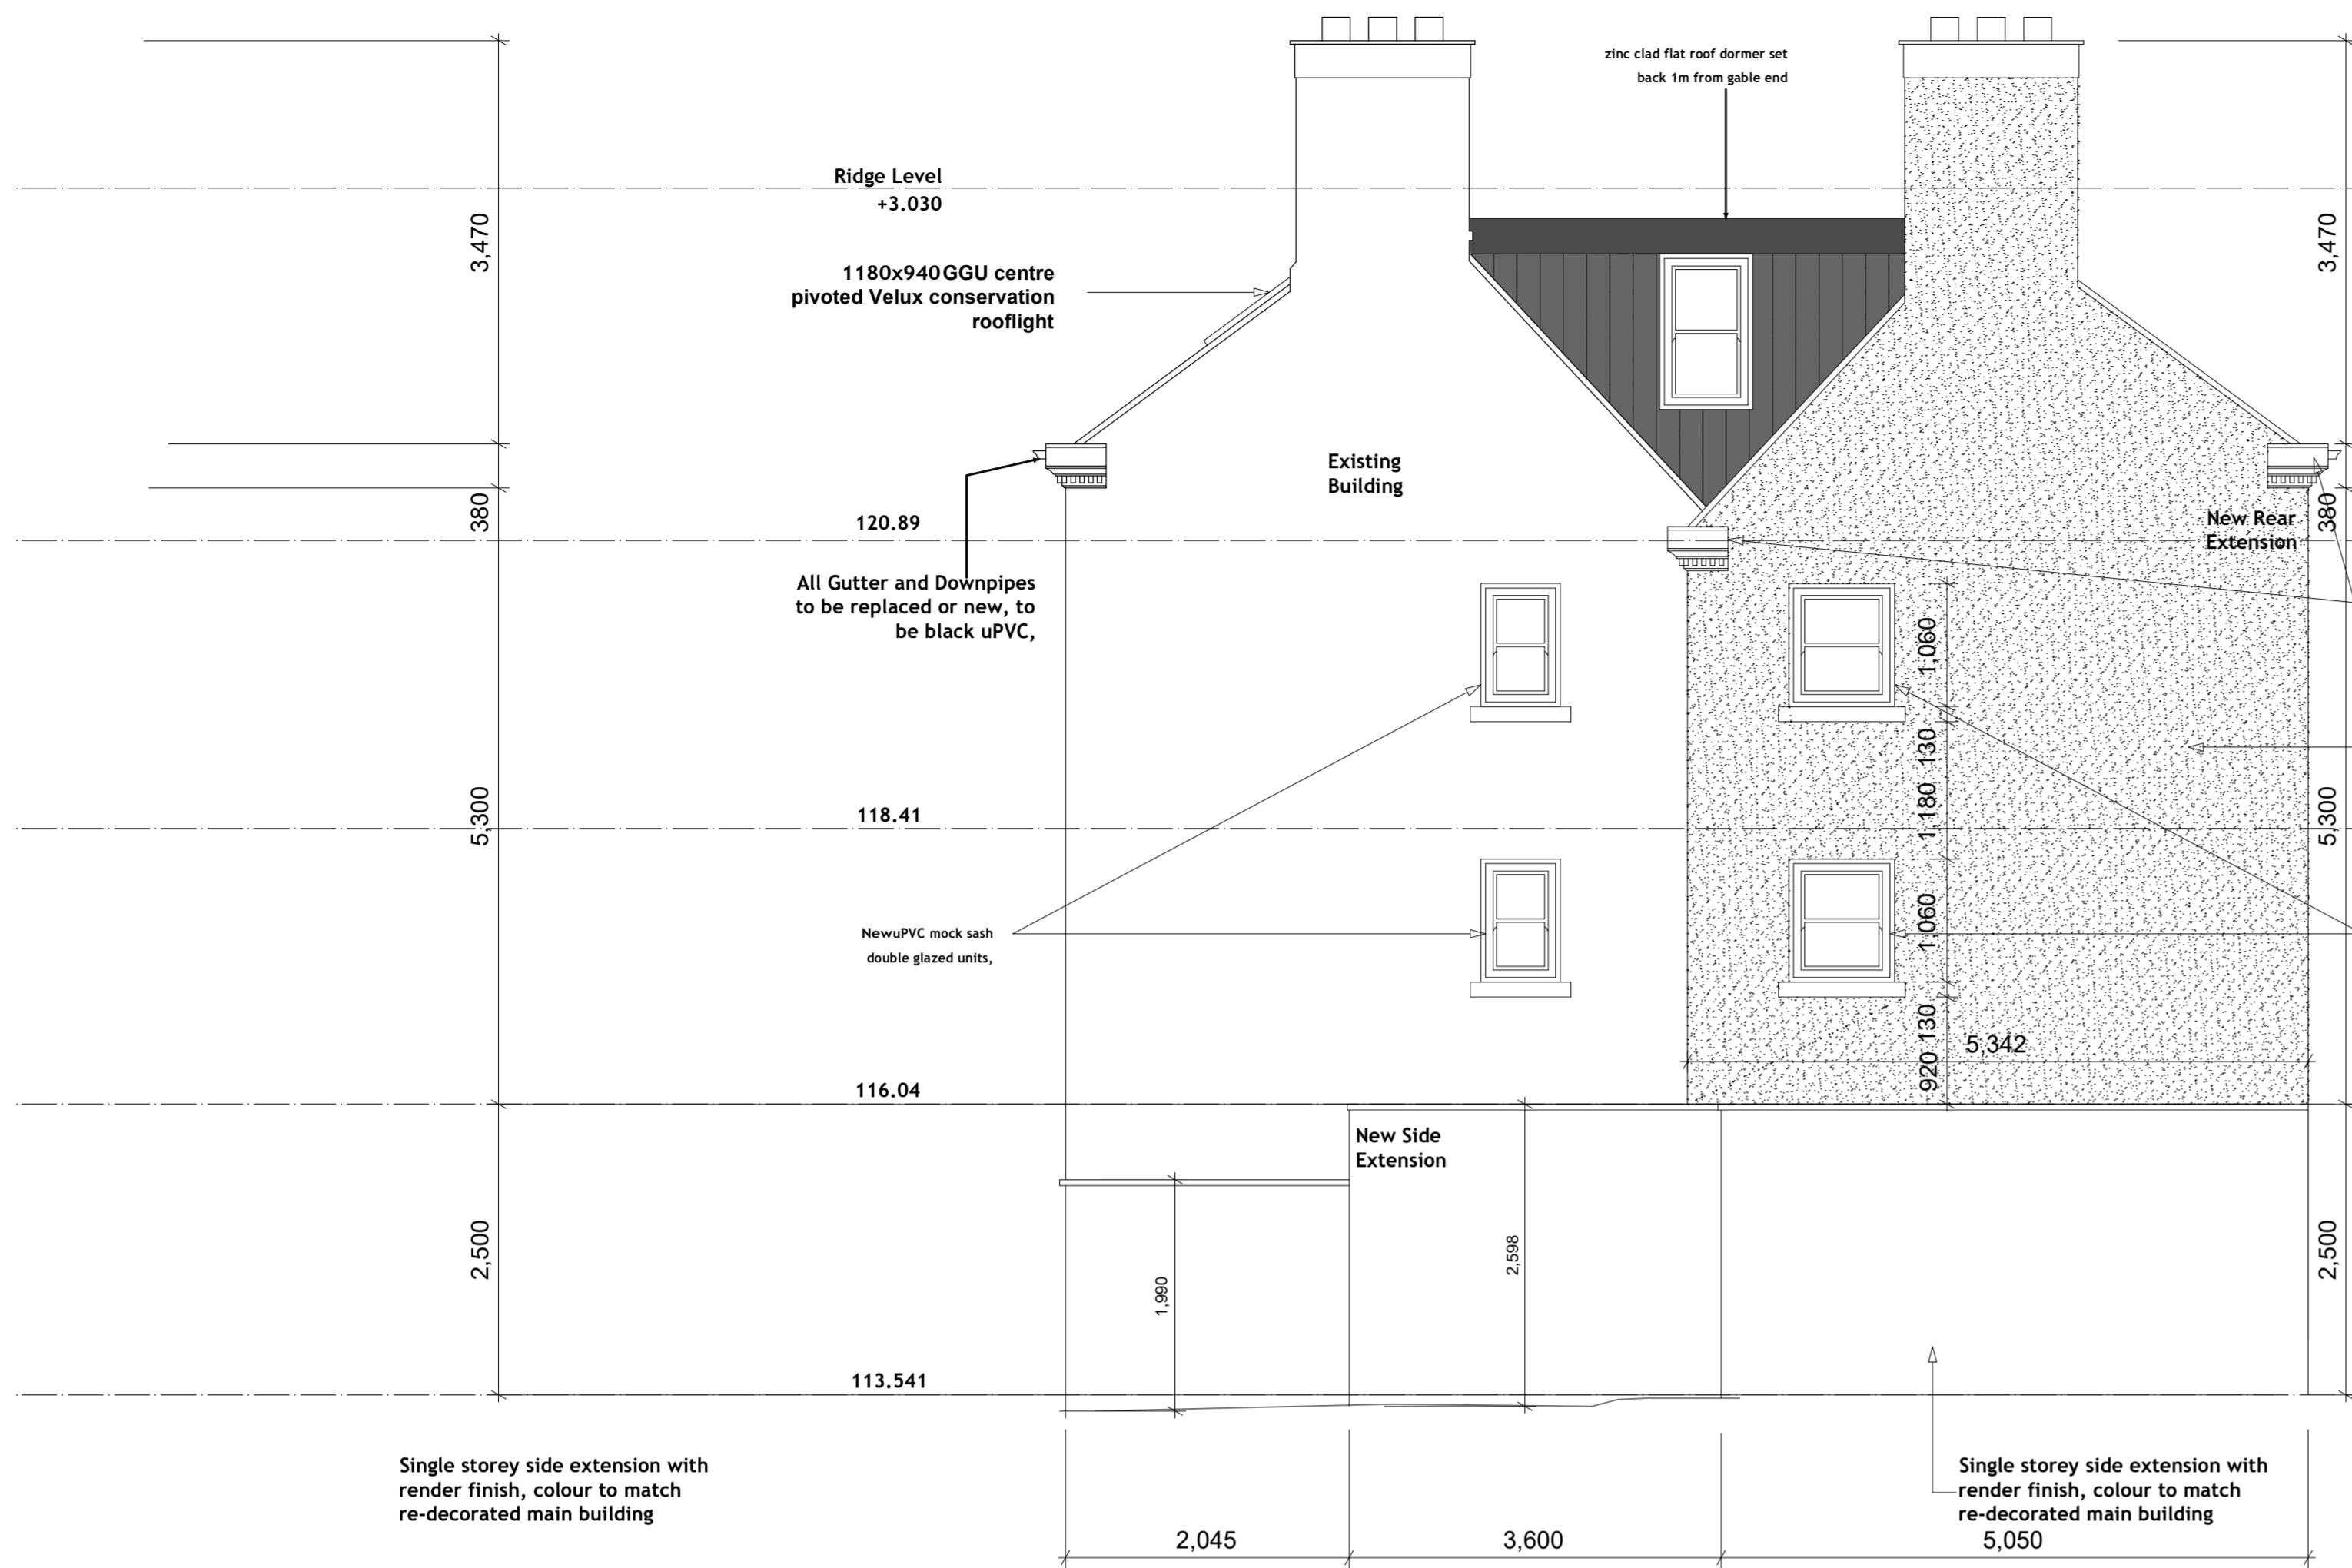 zinc clad flat roof dormer set
back 1m from gable end
Ridge Level
+3.030
3,470
3,470
1180x940GGU centre
pivoted Velux conservation
rooflight
Existing
Building
380
380
120.89
New Rear
Extension
All Gutter and Downpipes
to be replaced or new, to
be black uPVC,
1,060
130
5,300
118.41
1,180
5,300
NewuPVC mock sash
double glazed units,
1,060
130
5,342
920
116.04
New Side
Extension
2,500
1,990
2,598
2,500
113.541
Single storey side extension with
render finish, colour to match
re-decorated main building
Single storey side extension with
render finish, colour to match
re-decorated main building
2,045
3,600
5,050